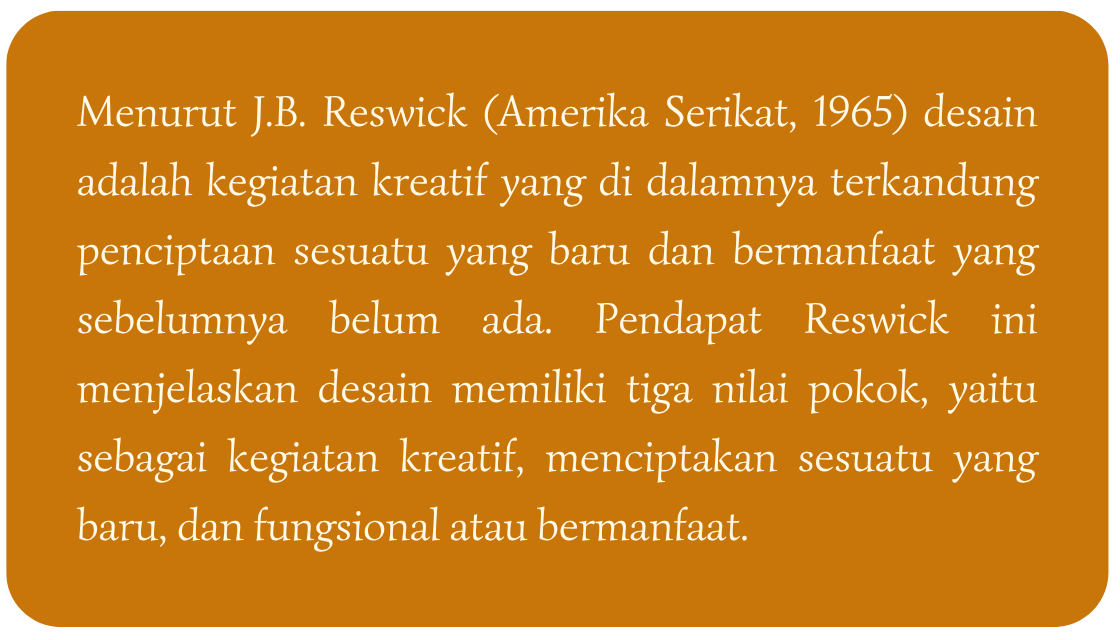 Menurut J.B. Reswick (Amerika Serikat, 1965) desain
adalah kegiatan kreatif yang di dalamnya terkandung
penciptaan sesuatu yang baru dan bermanfaat yang
sebelumnya belum ada. Pendapat Reswick ini
menjelaskan desain memiliki tiga nilai pokok, yaitu
sebagai kegiatan kreatif, menciptakan sesuatu yang
baru, dan fungsional atau bermanfaat.